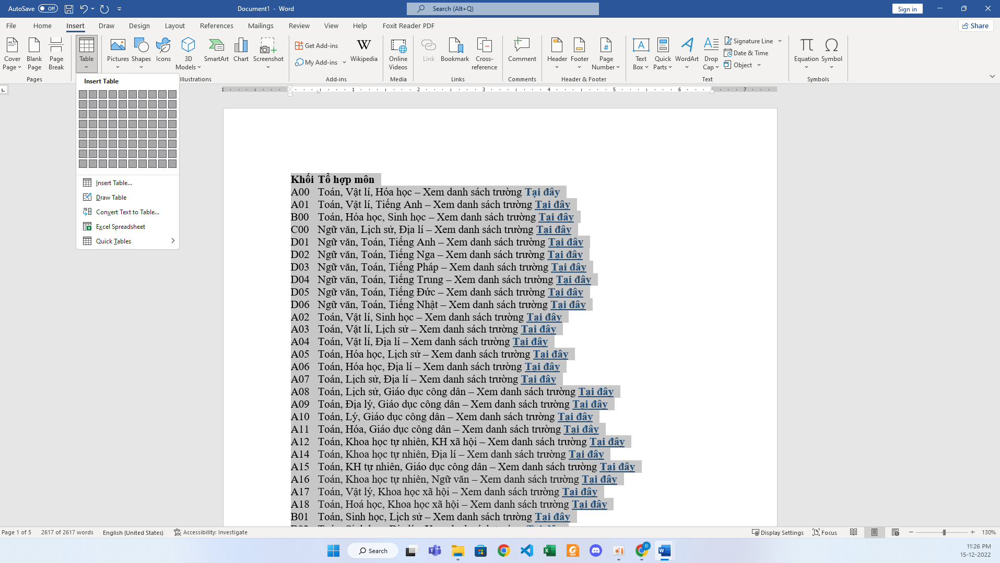 AutoSave Off
Document1 - Word
Search (Alt+Q)
Sign in
File Home Insert Draw Design Layout References Mailings Review View Help Foxit Reader PDF
Share
Cover Page
Blank Page
Page Break
Pages
Table
Pictures
Shapes
Icons
3D Models
SmartArt
Chart
Screenshot
Illustrations
Get Add-ins
My Add-ins
Wikipedia
Add-ins
Online Videos
Media
Link
Bookmark
Cross-reference
Links
Comment
Comments
Header
Footer
Page Number
Header & Footer
Text Box
Quick Parts
WordArt
Drop Cap
Signature Line
Date & Time
Object
Text
Equation
Symbol
Symbols
Insert Table
Insert Table...
Draw Table
Convert Text to Table...
Excel Spreadsheet
Quick Tables
1 1 2 3 4 5 6 7
Khối Tổ hợp môn
A00 Toán, Vật lí, Hóa học – Xem danh sách trường Tại đây
A01 Toán, Vật lí, Tiếng Anh – Xem danh sách trường Tại đây
B00 Toán, Hóa học, Sinh học – Xem danh sách trường Tại đây
C00 Ngữ văn, Lịch sử, Địa lí – Xem danh sách trường Tại đây
D01 Ngữ văn, Toán, Tiếng Anh – Xem danh sách trường Tại đây
D02 Ngữ văn, Toán, Tiếng Nga – Xem danh sách trường Tại đây
D03 Ngữ văn, Toán, Tiếng Pháp – Xem danh sách trường Tại đây
D04 Ngữ văn, Toán, Tiếng Trung – Xem danh sách trường Tại đây
D05 Ngữ văn, Toán, Tiếng Đức – Xem danh sách trường Tại đây
D06 Ngữ văn, Toán, Tiếng Nhật – Xem danh sách trường Tại đây
A02 Toán, Vật lí, Sinh học – Xem danh sách trường Tại đây
A03 Toán, Vật lí, Lịch sử – Xem danh sách trường Tại đây
A04 Toán, Vật lí, Địa lí – Xem danh sách trường Tại đây
A05 Toán, Hóa học, Lịch sử – Xem danh sách trường Tại đây
A06 Toán, Hóa học, Địa lí – Xem danh sách trường Tại đây
A07 Toán, Lịch sử, Địa lí – Xem danh sách trường Tại đây
A08 Toán, Lịch sử, Giáo dục công dân – Xem danh sách trường Tại đây
A09 Toán, Địa lý, Giáo dục công dân – Xem danh sách trường Tại đây
A10 Toán, Lý, Giáo dục công dân – Xem danh sách trường Tại đây
A11 Toán, Hóa, Giáo dục công dân – Xem danh sách trường Tại đây
A12 Toán, Khoa học tự nhiên, KH xã hội – Xem danh sách trường Tại đây
A14 Toán, Khoa học tự nhiên, Địa lí – Xem danh sách trường Tại đây
A15 Toán, KH tự nhiên, Giáo dục công dân – Xem danh sách trường Tại đây
A16 Toán, Khoa học tự nhiên, Ngữ văn – Xem danh sách trường Tại đây
A17 Toán, Vật lý, Khoa học xã hội – Xem danh sách trường Tại đây
A18 Toán, Hoá học, Khoa học xã hội – Xem danh sách trường Tại đây
B01 Toán, Sinh học, Lịch sử – Xem danh sách trường Tại đây
Page 1 of 5 2617 of 2617 words English (United States) Accessibility: Investigate
Display Settings Focus 130%
Search
11:26 PM
15-12-2022